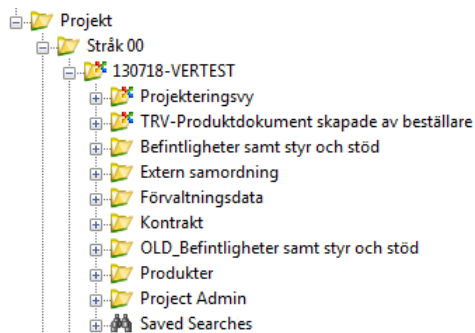 Projekt
Stråk 00
130718-VERTEST
Projekteringsvy
TRV-Produktdokument skapade av beställare
Befintligheter samt styr och stöd
Extern samordning
Förvaltningsdata
Kontrakt
OLD_Befintligheter samt styr och stöd
Produkter
Project Admin
Saved Searches